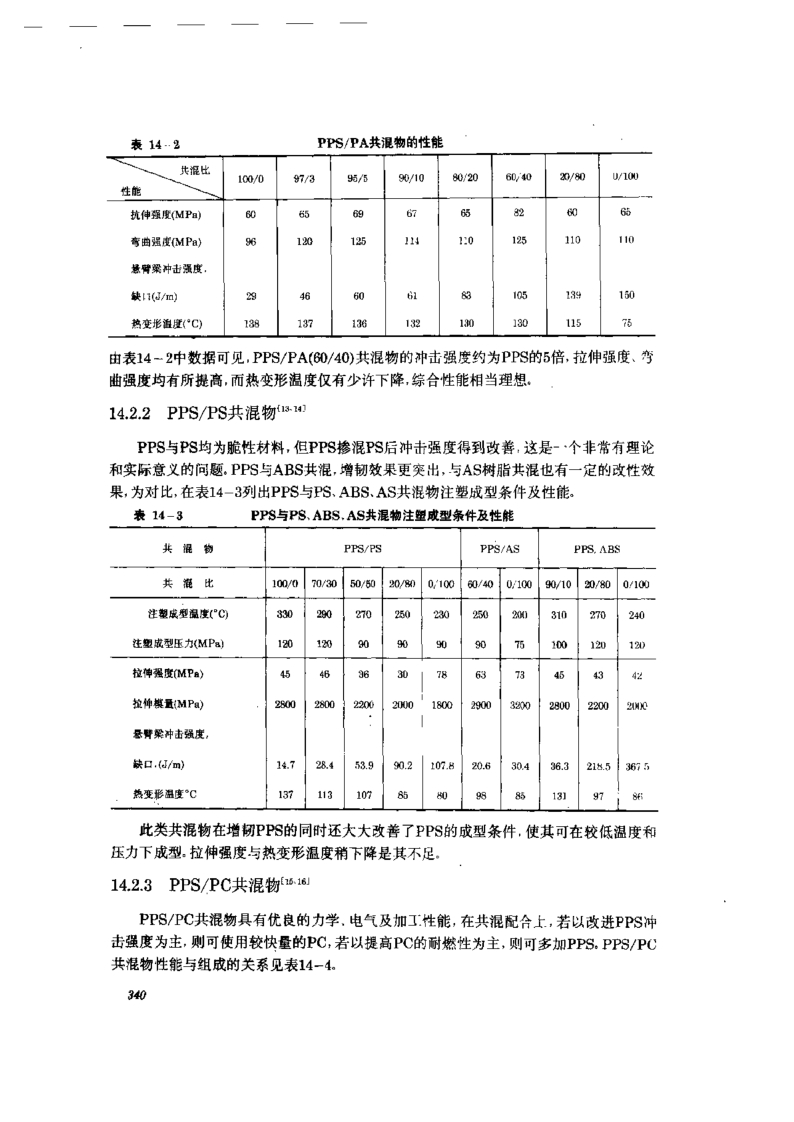 表 14-2 PPS/PA共混物的性能
共混比
性能
100/0 97/3 95/5 90/10 80/20 60/40 20/80 0/100
抗伸强度(MPa) 60 65 69 67 65 82 60 65
弯曲强度(MPa) 96 120 125 114 110 125 110 110
悬臂梁冲击强度,
缺口(J/m) 29 46 60 61 83 105 139 150
热变形温度(°C) 138 137 136 132 130 130 115 75
由表14-2中数据可见,PPS/PA(60/40)共混物的冲击强度约为PPS的5倍,拉伸强度、弯
曲强度均有所提高,而热变形温度仅有少许下降,综合性能相当理想。
14.2.2 PPS/PS共混物[13-14]
PPS与PS均为脆性材料,但PPS掺混PS后冲击强度得到改善,这是一个非常有理论
和实际意义的问题。PPS与ABS共混,增韧效果更突出,与AS树脂共混也有一定的改性效
果,为对比,在表14-3列出PPS与PS、ABS、AS共混物注塑成型条件及性能。
表 14-3 PPS与PS、ABS、AS共混物注塑成型条件及性能
共 混 物 PPS/PS PPS/AS PPS.ABS
共 混 比 100/0 70/30 50/50 20/80 0/100 60/40 0/100 90/10 20/80 0/100
注塑成型温度(°C) 330 290 270 250 230 250 200 310 270 240
注塑成型压力(MPa) 120 120 90 90 90 90 75 100 120 120
拉伸强度(MPa) 45 46 36 30 78 63 73 45 43 42
拉伸模量(MPa) 2800 2800 2200 2000 1800 2900 3200 2800 2200 2000
悬臂梁冲击强度,
缺口,(J/m) 14.7 28.4 53.9 90.2 107.8 20.6 30.4 36.3 218.5 367.5
热变形温度°C 137 113 107 85 80 98 85 131 97 86
此类共混物在增韧PPS的同时还大大改善了PPS的成型条件,使其可在较低温度和
压力下成型。拉伸强度与热变形温度稍下降是其不足。
14.2.3 PPS/PC共混物[15-16]
PPS/PC共混物具有优良的力学、电气及加工性能,在共混配合上,若以改进PPS冲
击强度为主,则可使用较快量的PC,若以提高PC的耐燃性为主,则可多加PPS。PPS/PC
共混物性能与组成的关系见表14-4。
340